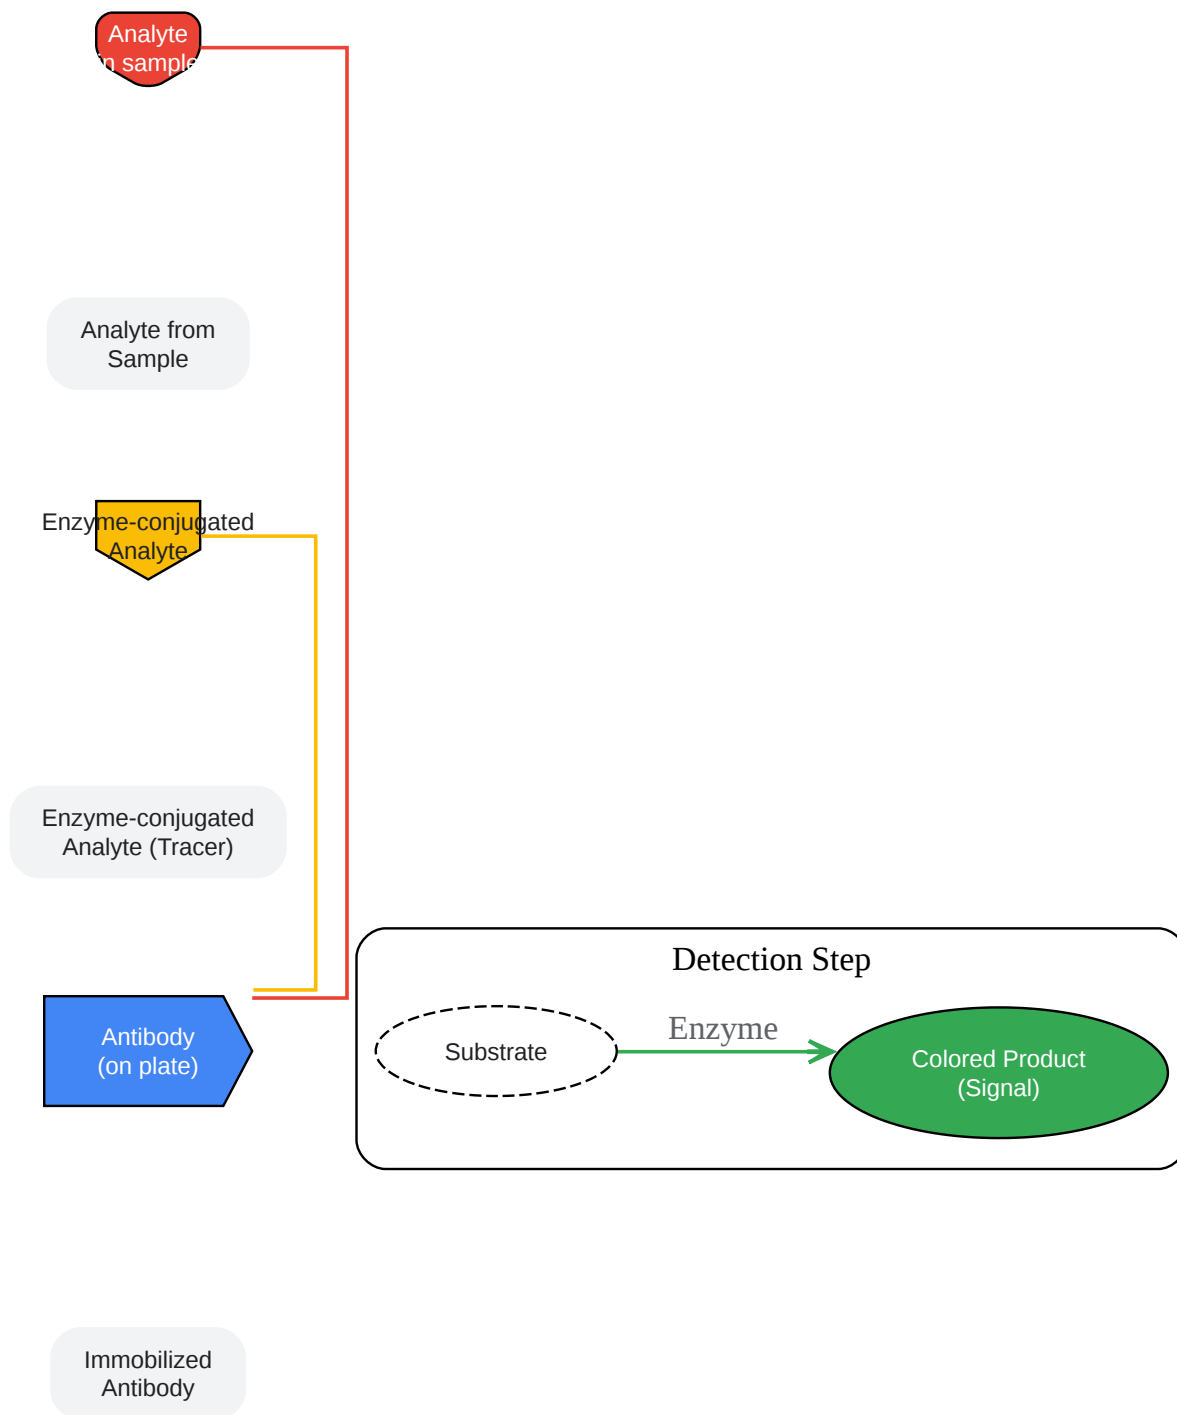 Analyte
in sample
Analyte from
Sample
Enzyme-conjugated
Analyte
Enzyme-conjugated
Analyte (Tracer)
Detection Step
Antibody
(on plate)
Substrate
Enzyme
Colored Product
(Signal)
Immobilized
Antibody